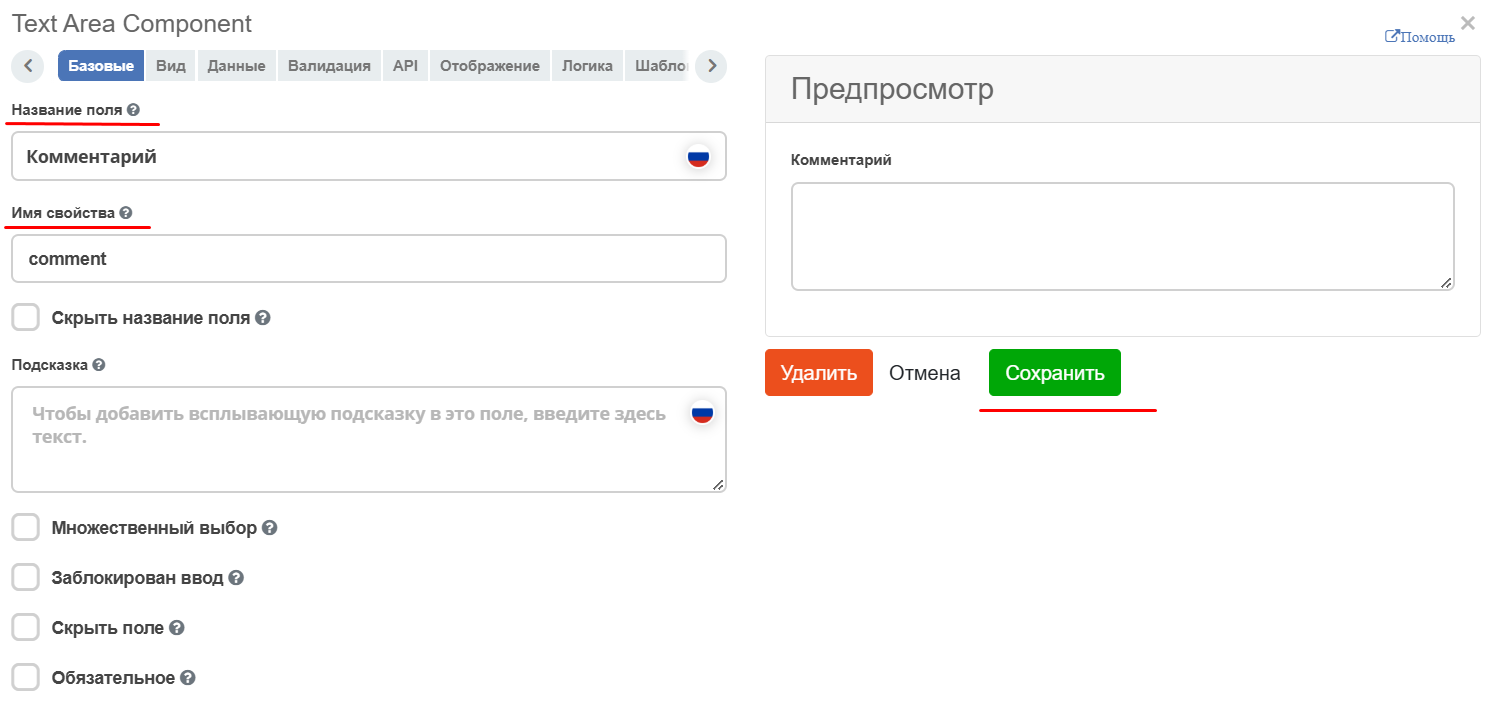 Text Area Component
Помощь
Базовые Вид Данные Валидация API Отображение Логика Шабло
Название поля
Комментарий
Имя свойства
comment
Скрыть название поля
Подсказка
Чтобы добавить всплывающую подсказку в это поле, введите здесь
текст.
Множественный выбор
Заблокирован ввод
Скрыть поле
Обязательное
Предпросмотр
Комментарий
Удалить Отмена Сохранить